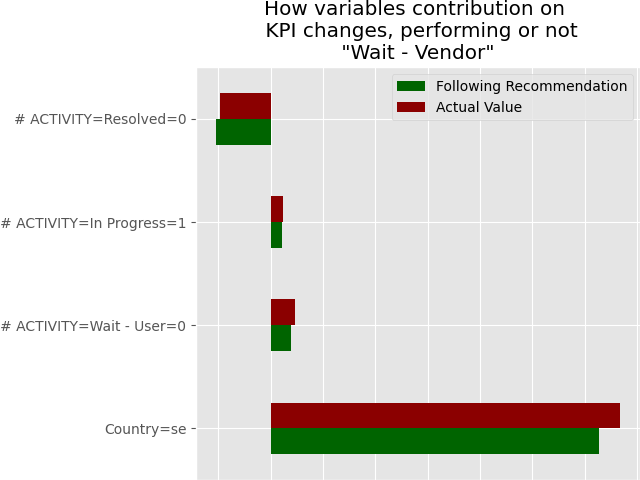 How variables contribution on
KPI changes, performing or not
"Wait - Vendor"
Following Recommendation
Actual Value
# ACTIVITY=Resolved=0
# ACTIVITY=In Progress=1
# ACTIVITY=Wait - User=0
Country=se